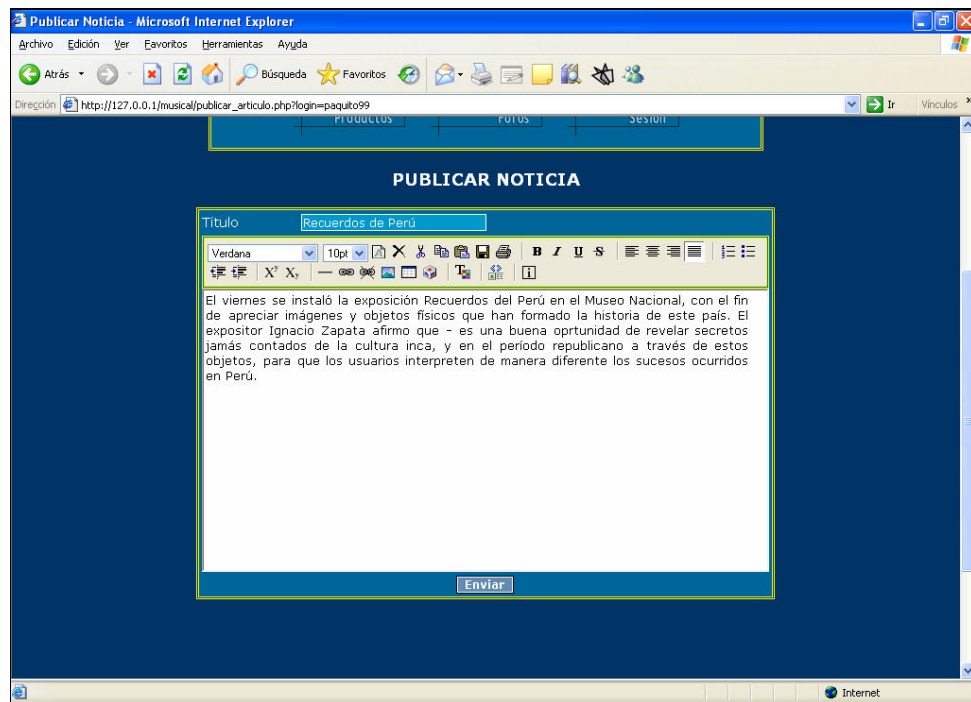 Publicar Noticia - Microsoft Internet Explorer
Archivo Edición Ver Favoritos Herramientas Ayuda
Atrás Búsqueda Favoritos
Dirección http://127.0.0.1/musical/publicar_articulo.php?login=paquito99 Ir Vínculos »
Productos Foros Sesión
PUBLICAR NOTICIA
Título Recuerdos de Perú
Verdana 10pt B I U S
X² X₂
El viernes se instaló la exposición Recuerdos del Perú en el Museo Nacional, con el fin
de apreciar imágenes y objetos físicos que han formado la historia de este país. El
expositor Ignacio Zapata afirmo que – es una buena oprtunidad de revelar secretos
jamás contados de la cultura inca, y en el período republicano a través de estos
objetos, para que los usuarios interpreten de manera diferente los sucesos ocurridos
en Perú.
Enviar
Internet